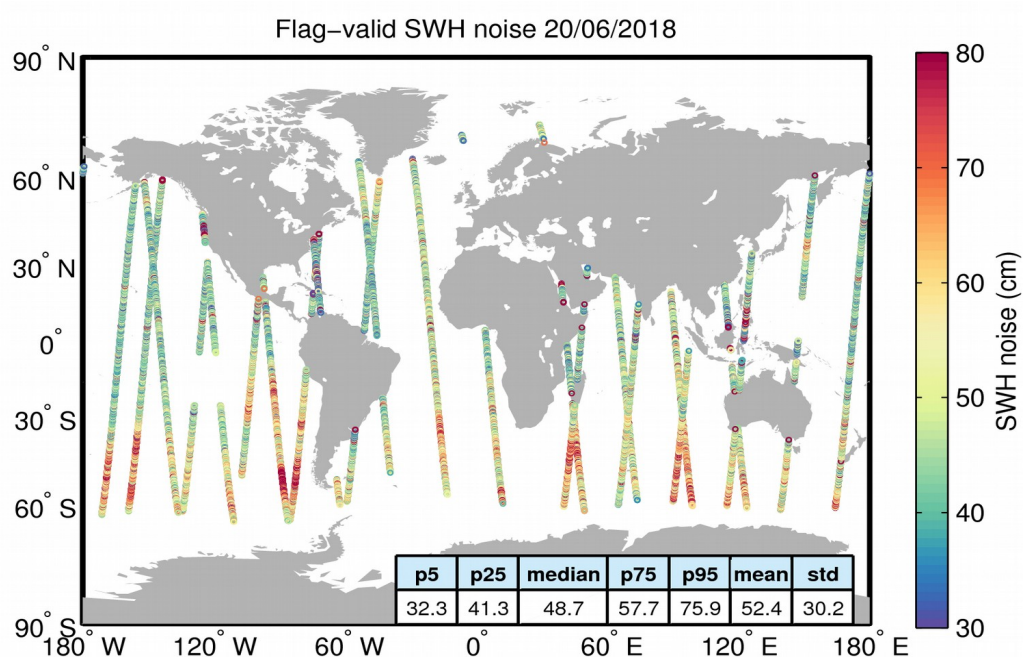 Flag−valid SWH noise 20/06/2018
90° N
60° N
30° N
0°
30° S
60° S
90° S
180° W
120° W
60° W
0°
60° E
120° E
180° E
80
70
60
50
40
30
SWH noise (cm)
p5 p25 median p75 p95 mean std
32.3 41.3 48.7 57.7 75.9 52.4 30.2